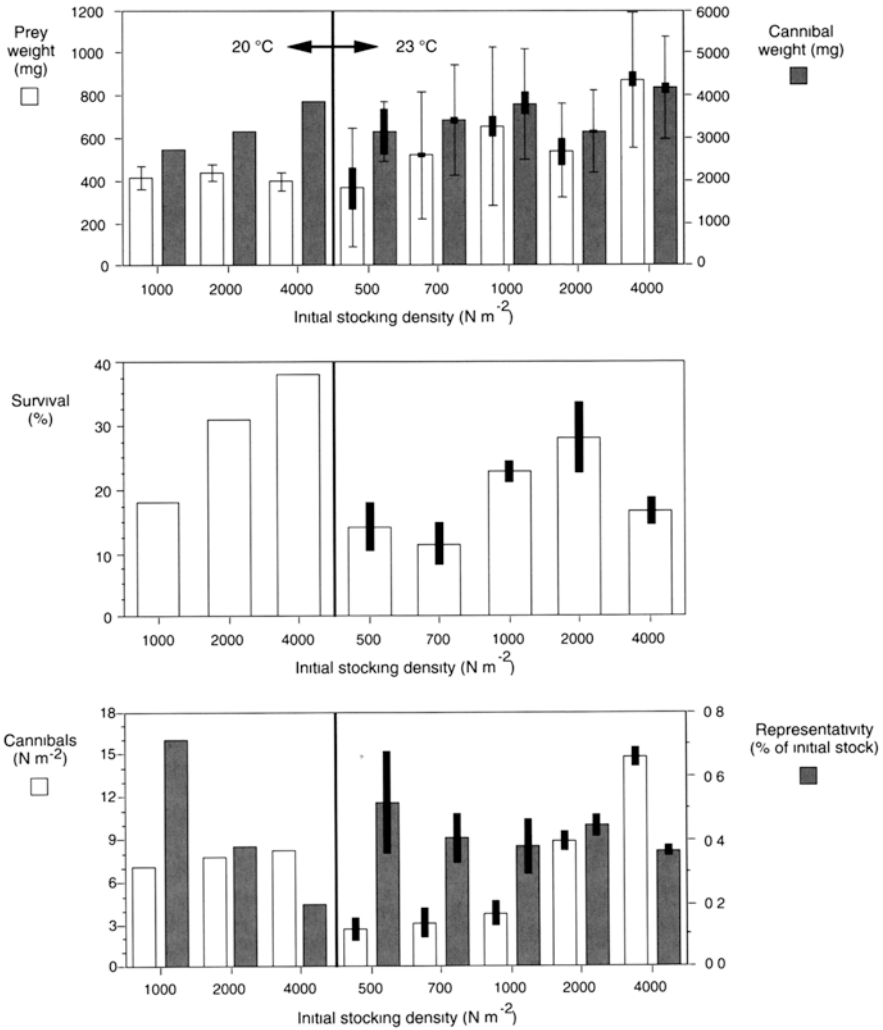 Prey
weight
(mg)
1200
1000
800
600
400
200
0
20 °C
23 °C
6000
5000
4000
3000
2000
1000
0
Cannibal
weight (mg)
1000 2000 4000 500 700 1000 2000 4000
Initial stocking density (N m-2)
Survival
(%)
40
30
20
10
0
1000 2000 4000 500 700 1000 2000 4000
Initial stocking density (N m-2)
Cannibals
(N m-2)
18
15
12
9
6
3
0
0 8
0 6
0 4
0 2
0 0
Representativity
(% of initial stock)
1000 2000 4000 500 700 1000 2000 4000
Initial stocking density (N m-2)